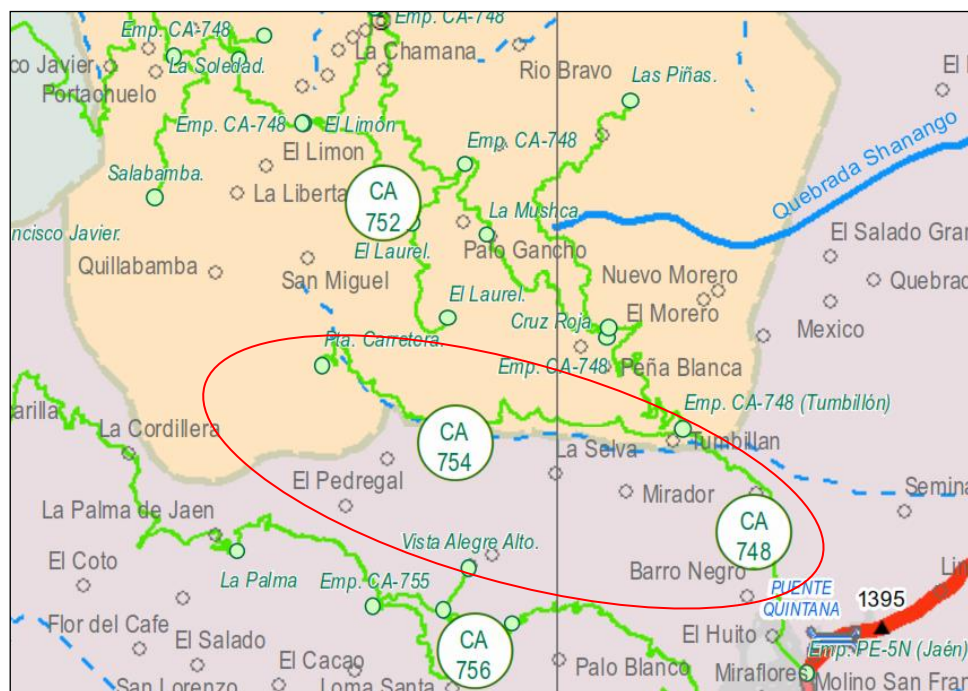 Emp. CA-748
Emp. CA-748
La Chamana
co Javier
La Soledad.
Rio Bravo
Las Piñas.
El
Portachuelo
Emp. CA-748
El Limón
Emp. CA-748
El Limon
Quebrada Shanango
Salabamba.
La Liberta
CA
752
La Mushca
ncisco Javier.
El Laurel.
Palo Gancho
El Salado Gran
Quillabamba
San Miguel
Nuevo Morero
Quebrad
El Laurel.
Cruz Roja
El Morero
Mexico
Pta. Carretera.
Emp. CA-748
Peña Blanca
Emp. CA-748 (Tumbillón)
arilla
La Cordillera
CA
754
La Selva
Tumbillan
El Pedregal
Mirador
Semina
La Palma de Jaen
CA
748
El Coto
Vista Alegre Alto.
La Palma
Emp. CA-755
Barro Negro
Lin
PUENTE
QUINTANA
1395
Flor del Cafe
El Salado
CA
756
El Huito
Emp. PE-5N (Jaén)
El Cacao
Palo Blanco
Miraflores
San Lorenzo
Loma Santa
Molino San Fran